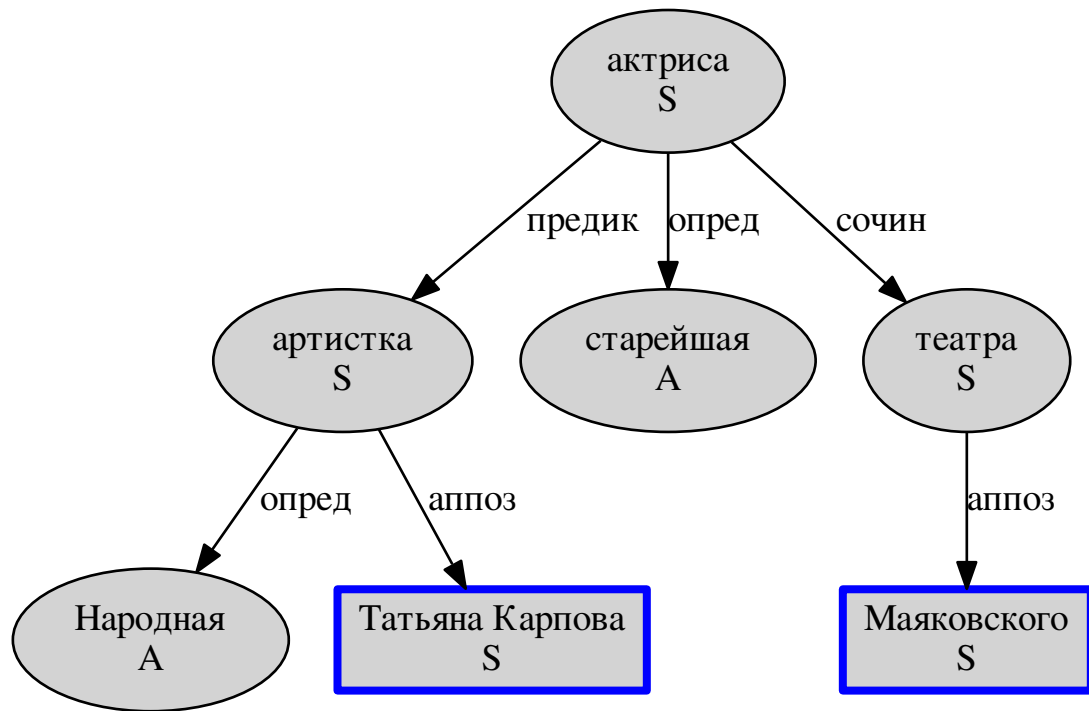 актриса
S
предик
опред
сочин
артистка
S
старейшая
A
театра
S
опред
аппоз
аппоз
Народная
A
Татьяна Карпова
S
Маяковского
S